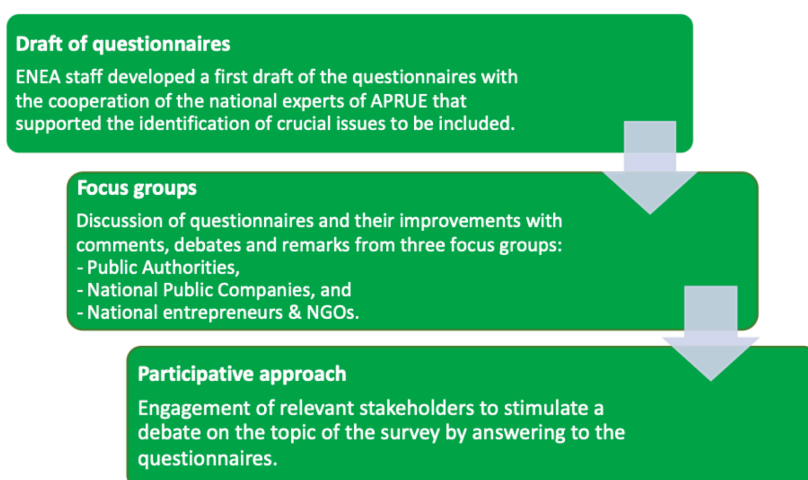 Draft of questionnaires
ENEA staff developed a first draft of the questionnaires with
the cooperation of the national experts of APRUE that
supported the identification of crucial issues to be included.
Focus groups
Discussion of questionnaires and their improvements with
comments, debates and remarks from three focus groups:
- Public Authorities,
- National Public Companies, and
- National entrepreneurs & NGOs.
Participative approach
Engagement of relevant stakeholders to stimulate a
debate on the topic of the survey by answering to the
questionnaires.